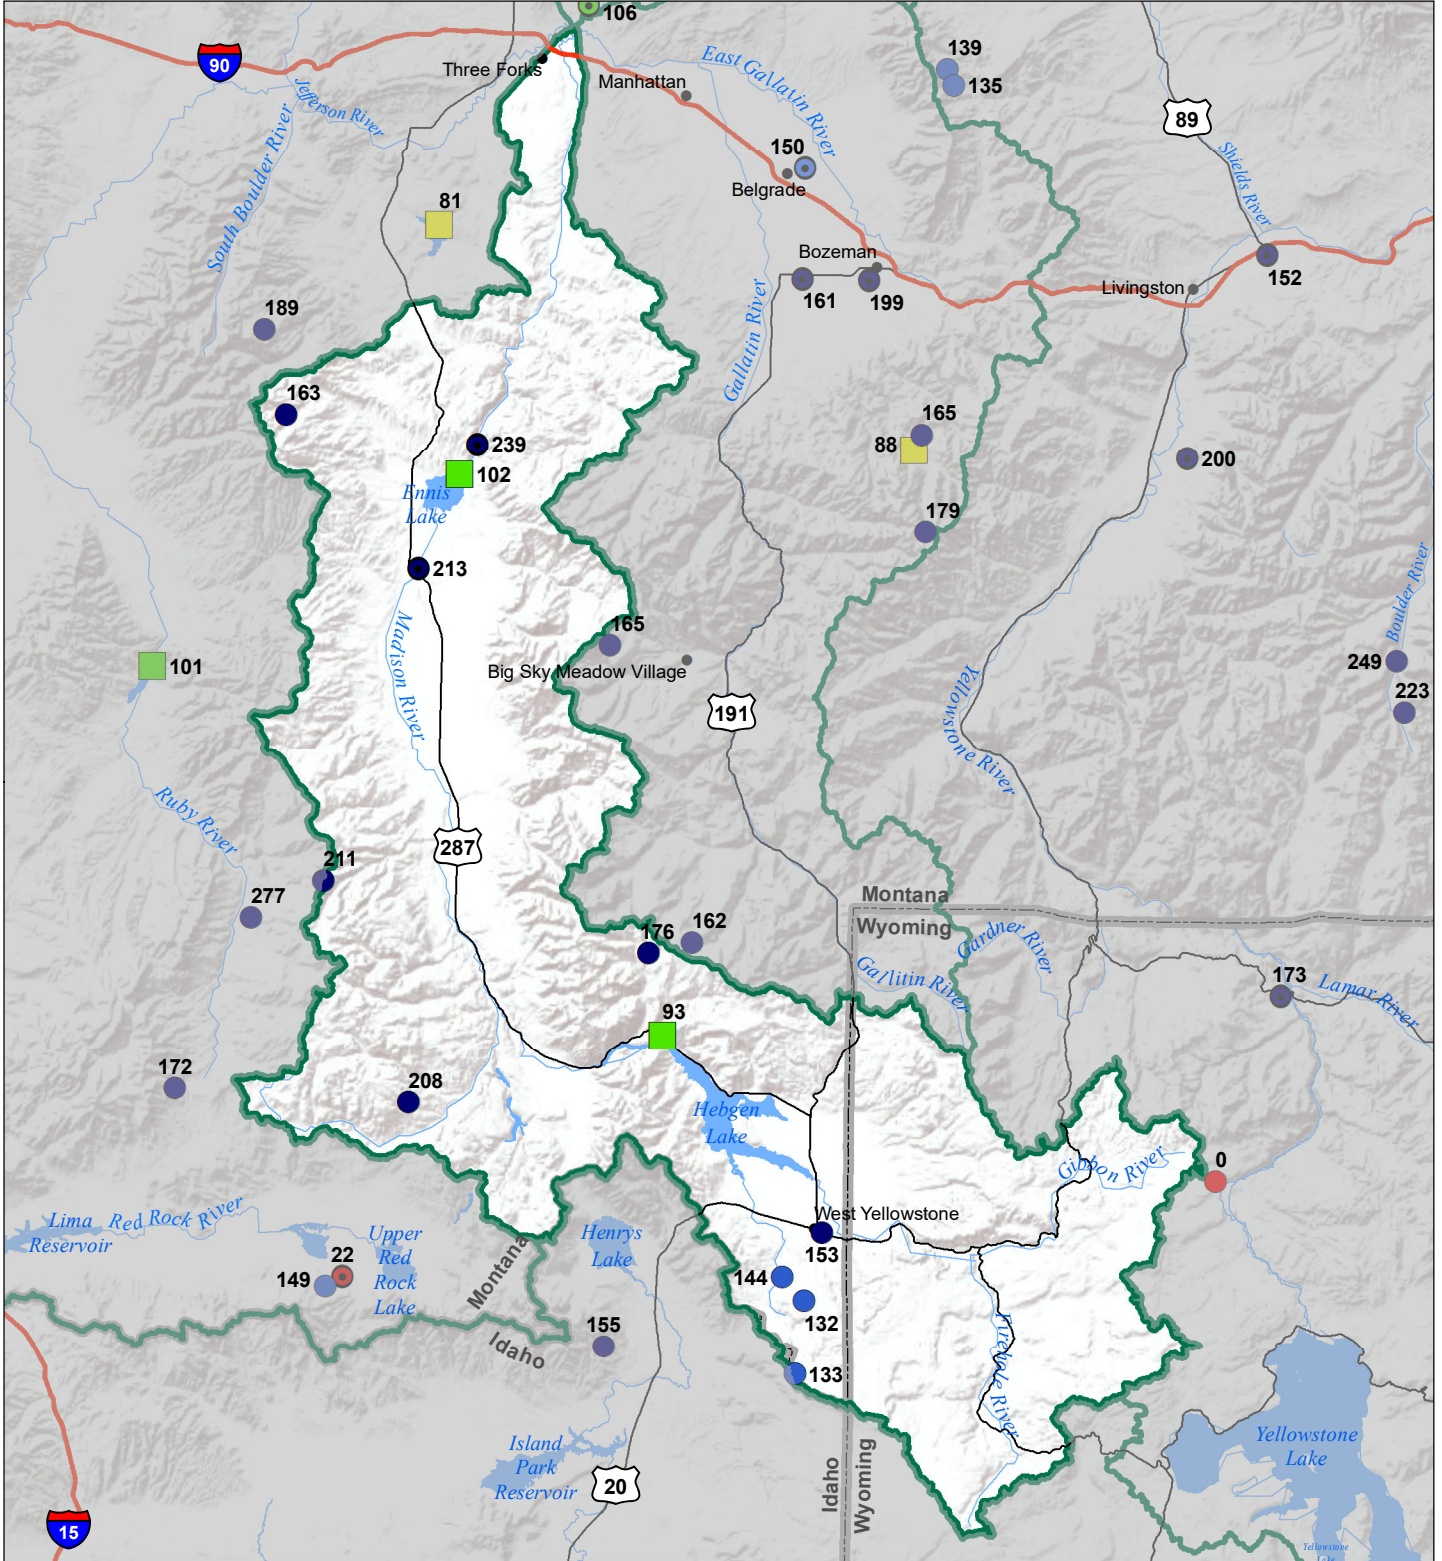 106
90
Three Forks
Manhattan
East Gallatin River
139
135
89
Jefferson River
South Boulder River
150
Belgrade
Shields River
81
Bozeman
161
199
Livingston
152
189
Gallatin River
163
239
102
Ennis
Lake
165
88
200
179
213
Madison River
165
Big Sky Meadow Village
101
191
Yellowstone River
Boulder River
249
223
Ruby River
287
211
277
Montana
Wyoming
176
162
Gallitin River
Gardner River
173
Lamar River
93
172
208
Hebgen
Lake
Gibbon River
0
West Yellowstone
153
Lima
Reservoir
Red Rock River
Upper
Red
Rock
Lake
22
149
Montana
Idaho
Henrys
Lake
155
144
132
133
Firehole River
Island
Park
Reservoir
20
Idaho
Wyoming
Yellowstone
Lake
15
Yellowstone
Lake